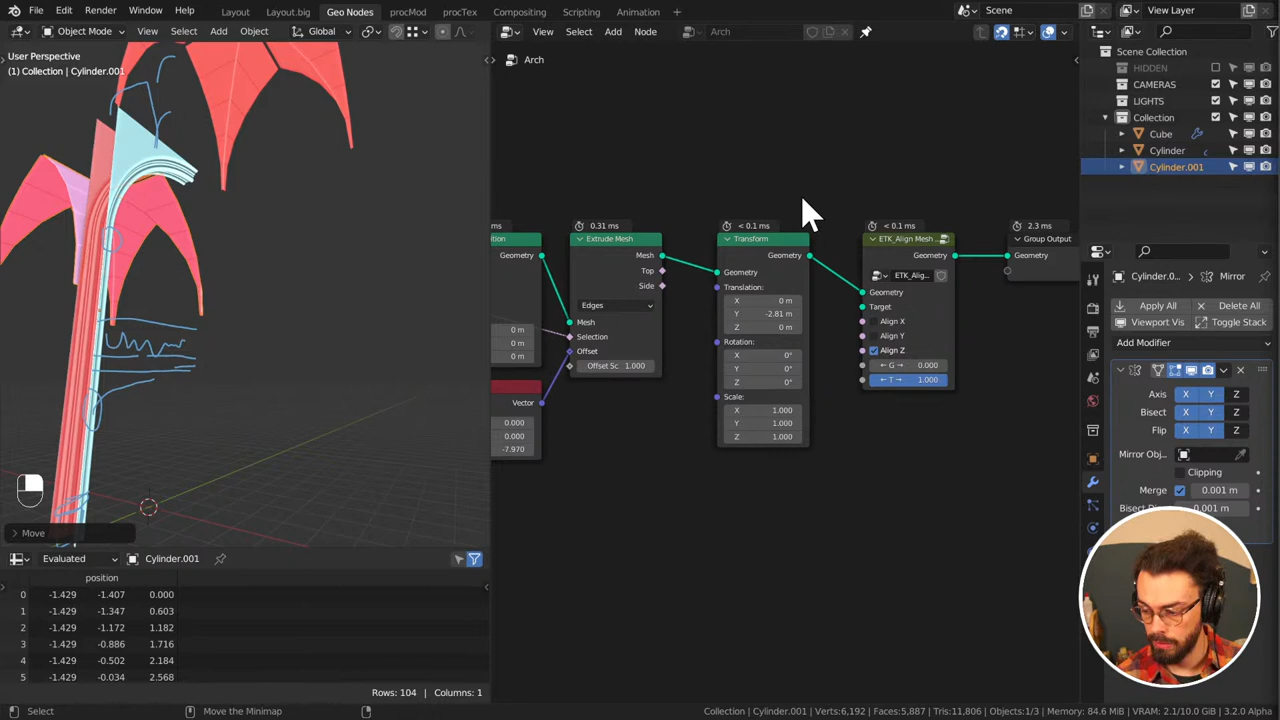 File Edit Render Window Help
Layout Layout.big Geo Nodes procMod procTex Compositing Scripting Animation +
Scene
View Layer
Object Mode View Select Add Object Global
View Select Add Node Arch
User Perspective
(1) Collection | Cylinder.001
Arch
Scene Collection
HIDDEN
CAMERAS
LIGHTS
Collection
Cube
Cylinder
Cylinder.001
ms
0.31 ms
< 0.1 ms
< 0.1 ms
2.3 ms
ition
Geometry
0 m
0 m
0 m
Vector
0.000
0.000
-7.970
Extrude Mesh
Mesh
Top
Side
Edges
Mesh
Selection
Offset
Offset Sc 1.000
Transform
Geometry
Geometry
Translation:
X 0 m
Y -2.81 m
Z 0 m
Rotation:
X 0°
Y 0°
Z 0°
Scale:
X 1.000
Y 1.000
Z 1.000
ETK_Align Mesh ..
Geometry
ETK_Alig..
Geometry
Target
Align X
Align Y
Align Z
← G → 0.000
← T → 1.000
Group Output
Geometry
Cylinder.0... Mirror
Apply All Delete All
Viewport Vis Toggle Stack
Add Modifier
Axis X Y Z
Bisect X Y Z
Flip X Y Z
Mirror Obj..
Clipping
Merge 0.001 m
Bisect Dis 0.001 m
Move
Evaluated Cylinder.001
position
0 -1.429 -1.407 0.000
1 -1.429 -1.347 0.603
2 -1.429 -1.172 1.182
3 -1.429 -0.886 1.716
4 -1.429 -0.502 2.184
5 -1.429 -0.034 2.568
Rows: 104 | Columns: 1
Select Move the Minimap
Collection | Cylinder.001 | Verts:6,192 | Faces:5,887 | Tris:11,806 | Objects:1/3 | Memory: 84.6 MiB | VRAM: 2.1/10.0 GiB | 3.2.0 Alpha